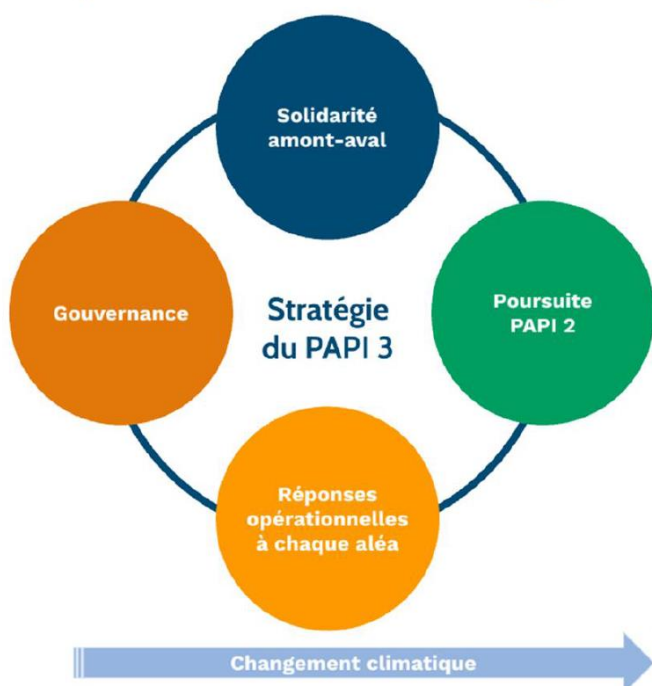 Solidarité
amont-aval
Gouvernance
Stratégie
du PAPI 3
Poursuite
PAPI 2
Réponses
opérationnelles
à chaque aléa
Changement climatique